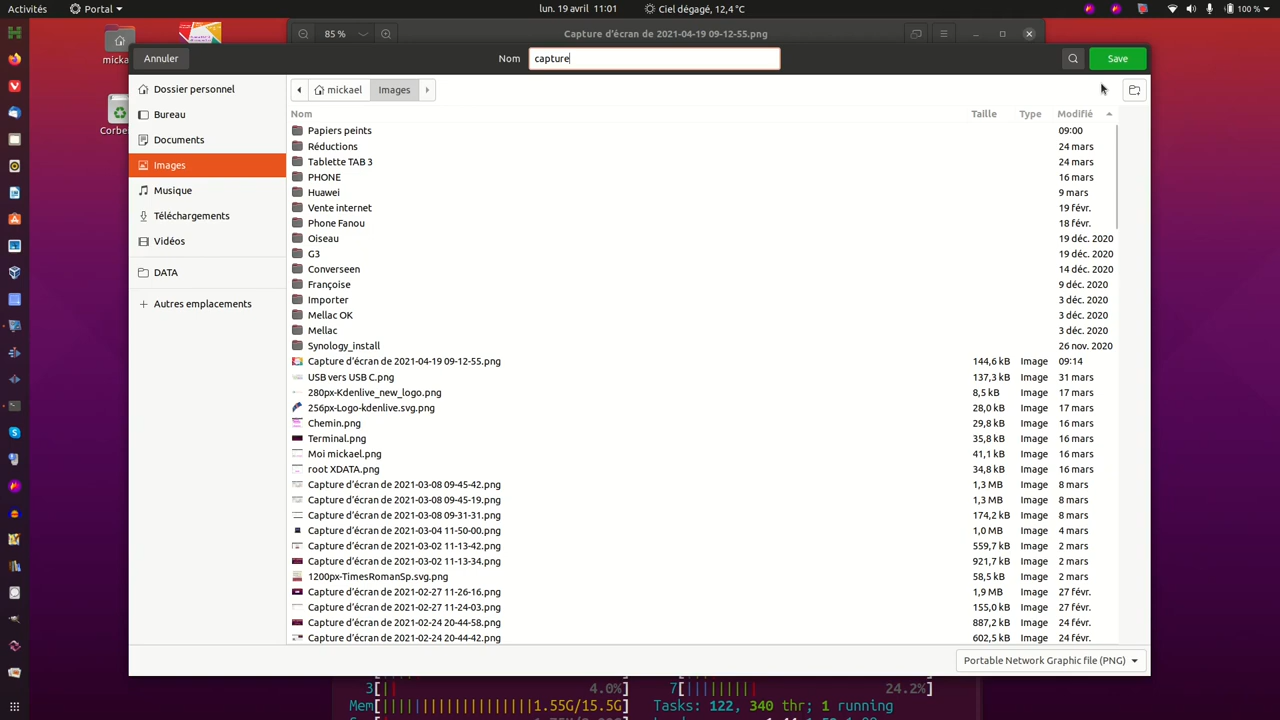 Activités
Portal
lun. 19 avril 11:01
Ciel dégagé, 12,4 °C
100 %
85 %
Capture d'écran de 2021-04-19 09-12-55.png
Annuler
Nom
capture
Save
Dossier personnel
Bureau
Documents
Images
Musique
Téléchargements
Vidéos
DATA
Autres emplacements
mickael
Images
Nom Taille Type Modifié
Papiers peints 09:00
Réductions 24 mars
Tablette TAB 3 24 mars
PHONE 16 mars
Huawei 9 mars
Vente internet 19 févr.
Phone Fanou 18 févr.
Oiseau 19 déc. 2020
G3 19 déc. 2020
Converseen 14 déc. 2020
Françoise 9 déc. 2020
Importer 3 déc. 2020
Mellac OK 3 déc. 2020
Mellac 3 déc. 2020
Synology_install 26 nov. 2020
Capture d'écran de 2021-04-19 09-12-55.png 144,6 kB Image 09:14
USB vers USB C.png 137,3 kB Image 31 mars
280px-Kdenlive_new_logo.png 8,5 kB Image 17 mars
256px-Logo-kdenlive.svg.png 28,0 kB Image 17 mars
Chemin.png 29,8 kB Image 16 mars
Terminal.png 35,8 kB Image 16 mars
Moi mickael.png 41,1 kB Image 16 mars
root XDATA.png 34,8 kB Image 16 mars
Capture d'écran de 2021-03-08 09-45-42.png 1,3 MB Image 8 mars
Capture d'écran de 2021-03-08 09-45-19.png 1,3 MB Image 8 mars
Capture d'écran de 2021-03-08 09-31-31.png 174,2 kB Image 8 mars
Capture d'écran de 2021-03-04 11-50-00.png 1,0 MB Image 4 mars
Capture d'écran de 2021-03-02 11-13-42.png 559,7 kB Image 2 mars
Capture d'écran de 2021-03-02 11-13-34.png 921,7 kB Image 2 mars
1200px-TimesRomanSp.svg.png 58,5 kB Image 2 mars
Capture d'écran de 2021-02-27 11-26-16.png 1,9 MB Image 27 févr.
Capture d'écran de 2021-02-27 11-24-03.png 155,0 kB Image 27 févr.
Capture d'écran de 2021-02-24 20-44-58.png 887,2 kB Image 24 févr.
Capture d'écran de 2021-02-24 20-44-42.png 602,5 kB Image 24 févr.
Portable Network Graphic file (PNG)
3[|| 4.0%] 7[||||||||| 24.2%]
Mem[||||||||||||||||||||||1.55G/15.5G] Tasks: 122, 340 thr; 1 running